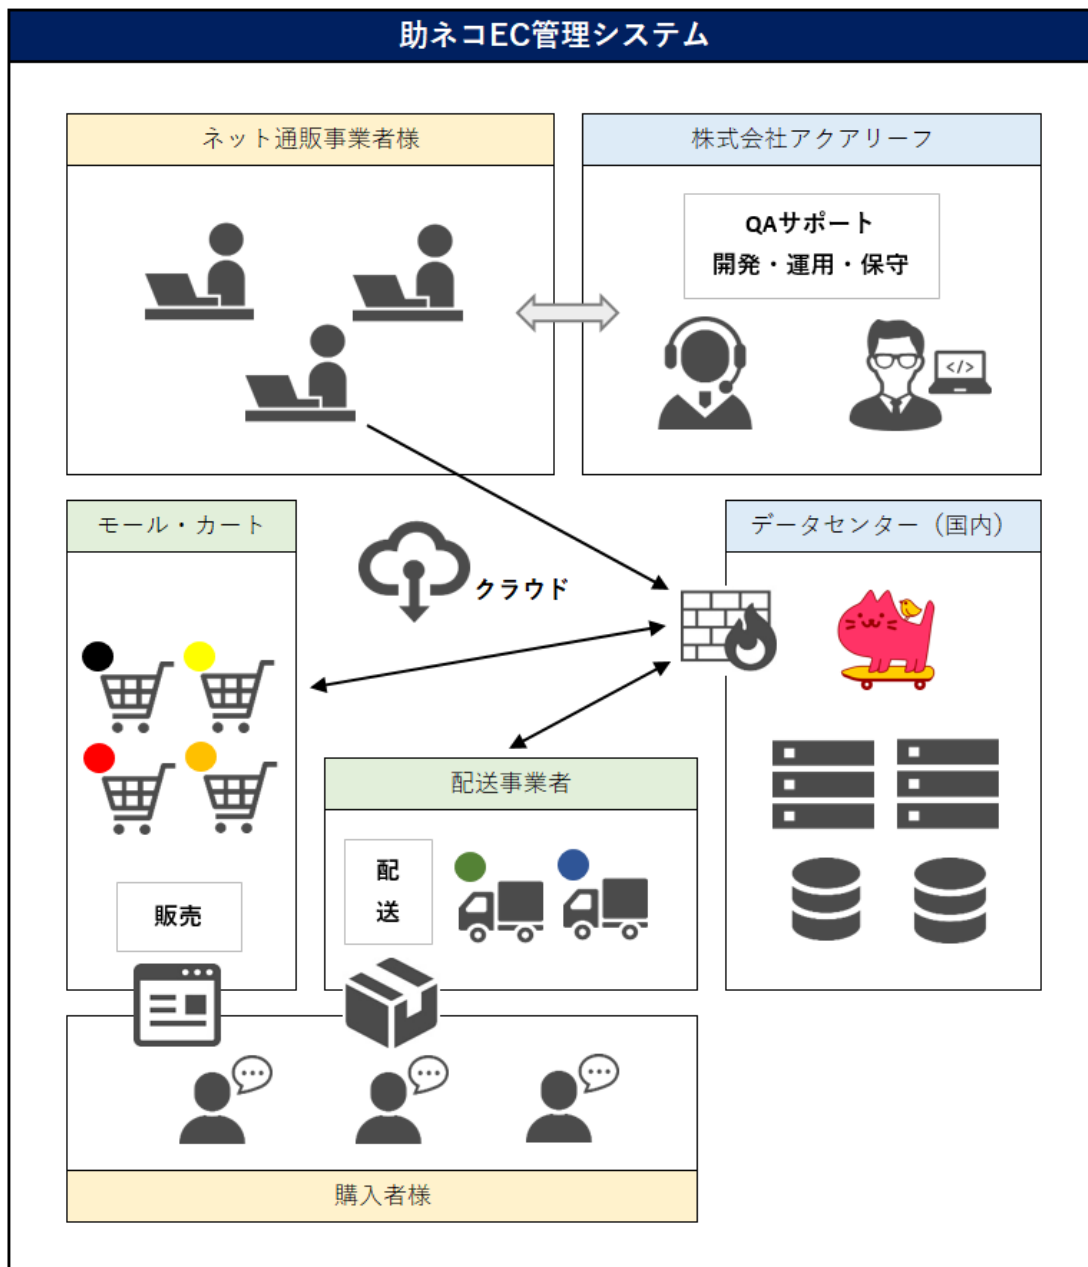 助ネコEC管理システム
ネット通販事業者様
株式会社アクアリーフ
QAサポート
開発・運用・保守
モール・カート
クラウド
データセンター（国内）
</>
配送事業者
配
送
販売
購入者様